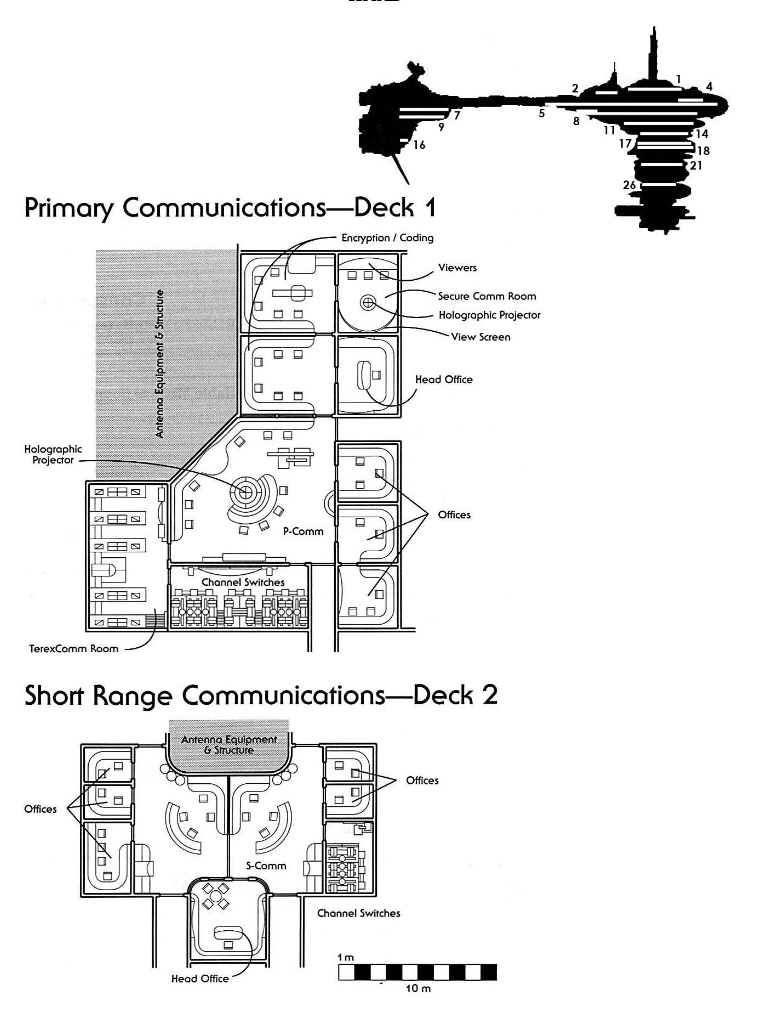 1
2
4
5
7
8
9
11
14
16
17
18
21
26
Primary Communications—Deck 1
Encryption / Coding
Viewers
Secure Comm Room
Holographic Projector
View Screen
Antenna Equipment & Structure
Head Office
Holographic
Projector
Offices
P-Comm
Channel Switches
TerexComm Room
Short Range Communications—Deck 2
Antenna Equipment
& Structure
Offices
Offices
S-Comm
Channel Switches
Head Office
1 m
10 m